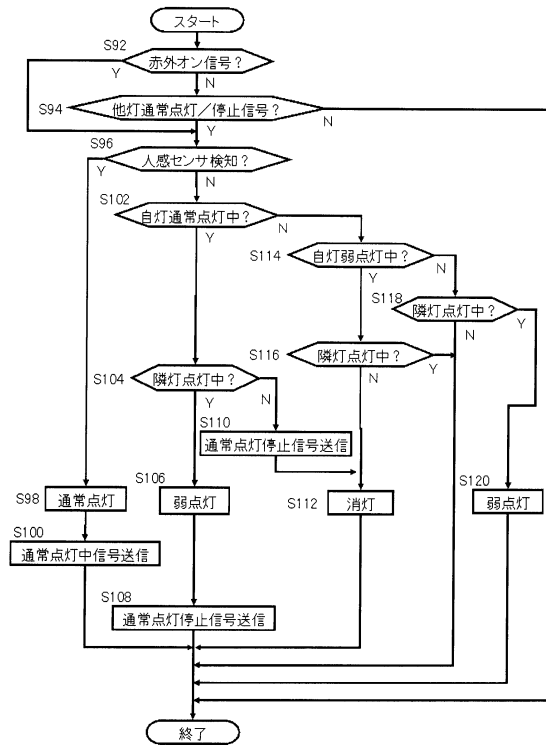 スタート
S92
赤外オン信号？
Y
N
S94
他灯通常点灯／停止信号？
N
Y
S96
人感センサ検知？
Y
N
S102
自灯通常点灯中？
N
Y
S114
自灯弱点灯中？
N
Y
S118
隣灯点灯中？
Y
N
S116
隣灯点灯中？
Y
N
S104
隣灯点灯中？
Y
N
S110
通常点灯停止信号送信
S98
通常点灯
S106
弱点灯
S112
消灯
S120
弱点灯
S100
通常点灯中信号送信
S108
通常点灯停止信号送信
終了